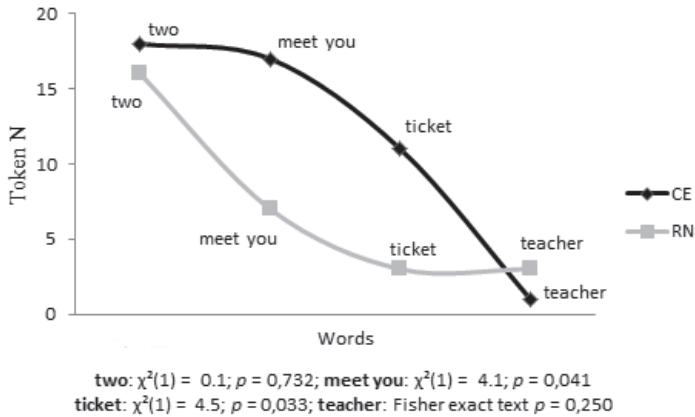 20
two
meet you
15
two
ticket
Token N
10
CE
RN
meet you
5
ticket
teacher
teacher
0
Words
two: χ²(1) = 0.1; p = 0,732; meet you: χ²(1) = 4.1; p = 0,041
ticket: χ²(1) = 4.5; p = 0,033; teacher: Fisher exact text p = 0,250